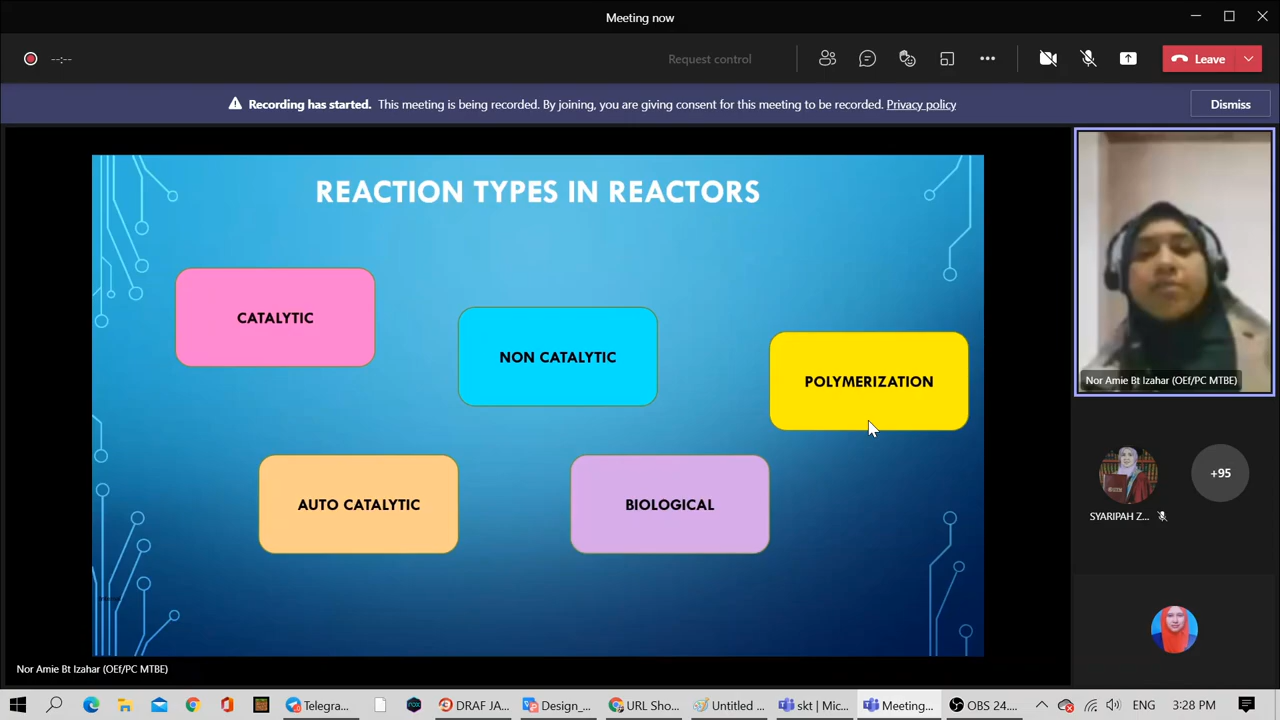 Meeting now
--:--
Request control
Leave
Recording has started. This meeting is being recorded. By joining, you are giving consent for this meeting to be recorded. Privacy policy
Dismiss
REACTION TYPES IN REACTORS
CATALYTIC
NON CATALYTIC
POLYMERIZATION
AUTO CATALYTIC
BIOLOGICAL
Nor Amie Bt Izahar (OEf/PC MTBE)
+95
SYARIPAH Z...
Nor Amie Bt Izahar (OEf/PC MTBE)
Telegra...
DRAF JA...
Design_...
URL Sho...
Untitled ...
skt | Mic...
Meeting...
OBS 24....
ENG
3:28 PM